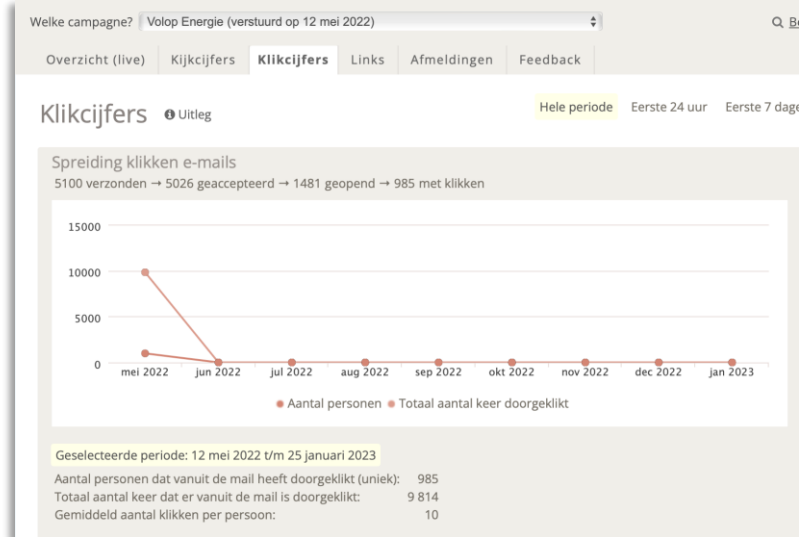 Welke campagne? Volop Energie (verstuurd op 12 mei 2022)
Overzicht (live) Kijkcijfers Klikcijfers Links Afmeldingen Feedback
Klikcijfers Uitleg Hele periode Eerste 24 uur Eerste 7 dage
Spreiding klikken e-mails
5100 verzonden → 5026 geaccepteerd → 1481 geopend → 985 met klikken
15000
10000
5000
0
mei 2022 jun 2022 jul 2022 aug 2022 sep 2022 okt 2022 nov 2022 dec 2022 jan 2023
Aantal personen Totaal aantal keer doorgeklikt
Geselecteerde periode: 12 mei 2022 t/m 25 januari 2023
Aantal personen dat vanuit de mail heeft doorgeklikt (uniek): 985
Totaal aantal keer dat er vanuit de mail is doorgeklikt: 9 814
Gemiddeld aantal klikken per persoon: 10